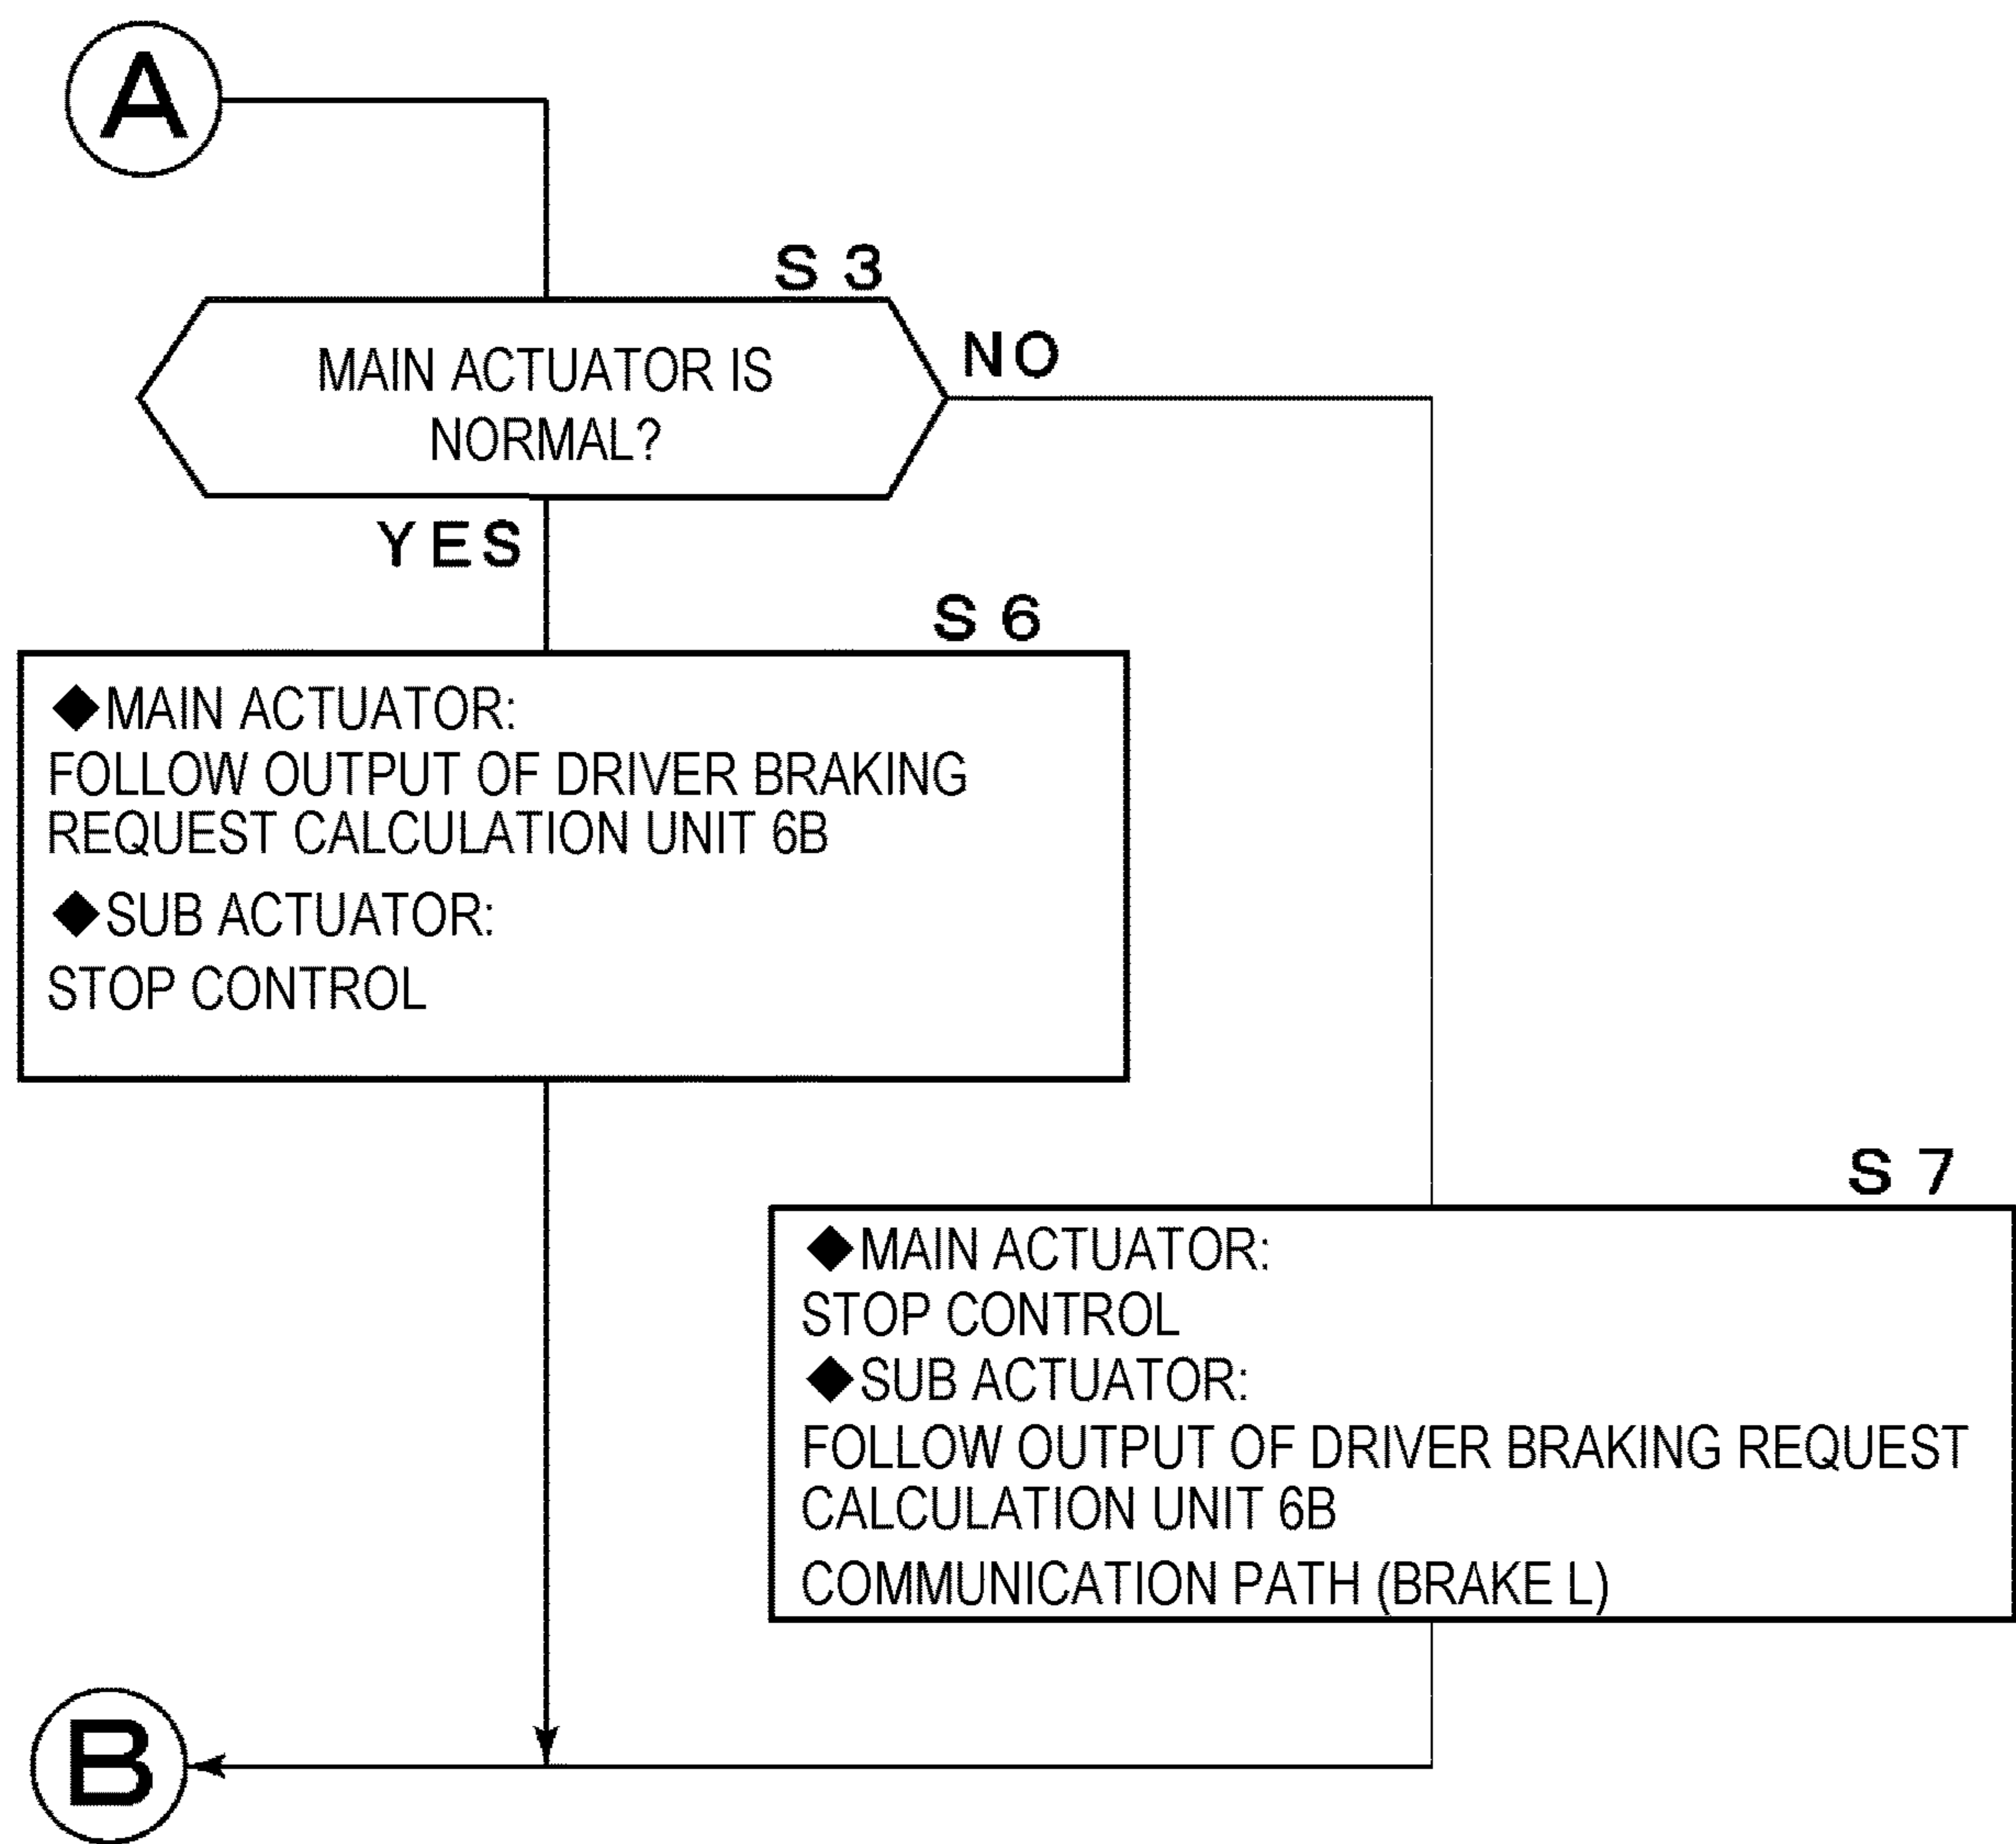 A
S 3
MAIN ACTUATOR IS
NORMAL?
NO
YES
S 6
◆MAIN ACTUATOR:
FOLLOW OUTPUT OF DRIVER BRAKING
REQUEST CALCULATION UNIT 6B
◆SUB ACTUATOR:
STOP CONTROL
S 7
◆MAIN ACTUATOR:
STOP CONTROL
◆SUB ACTUATOR:
FOLLOW OUTPUT OF DRIVER BRAKING REQUEST
CALCULATION UNIT 6B
COMMUNICATION PATH (BRAKE L)
B